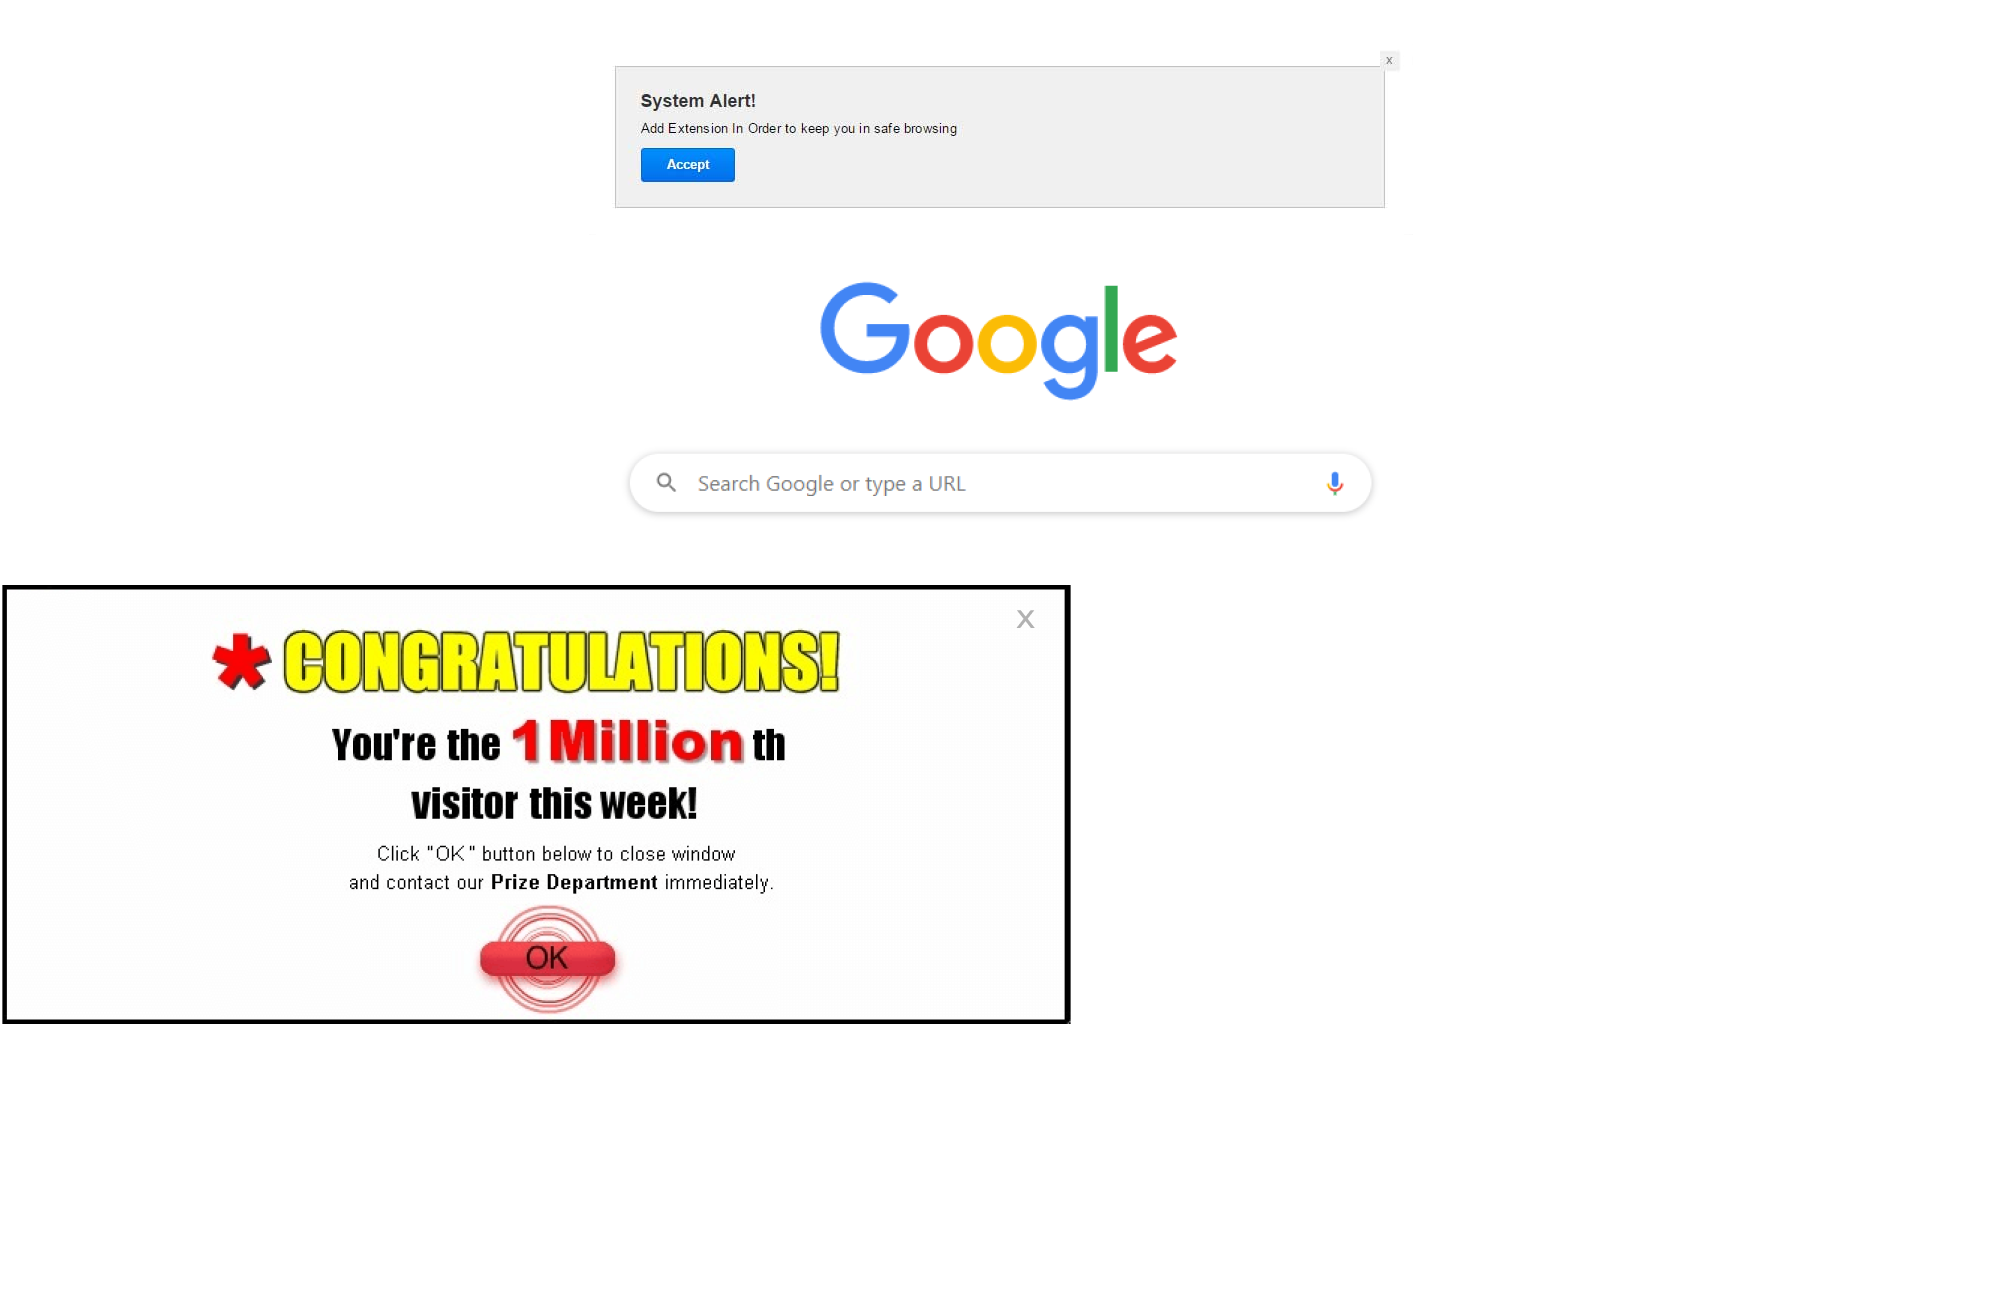 x
System Alert!
Add Extension In Order to keep you in safe browsing
Accept
Google
Search Google or type a URL
X
* CONGRATULATIONS!
You're the 1 Million th
visitor this week!
Click "OK" button below to close window
and contact our Prize Department immediately.
OK